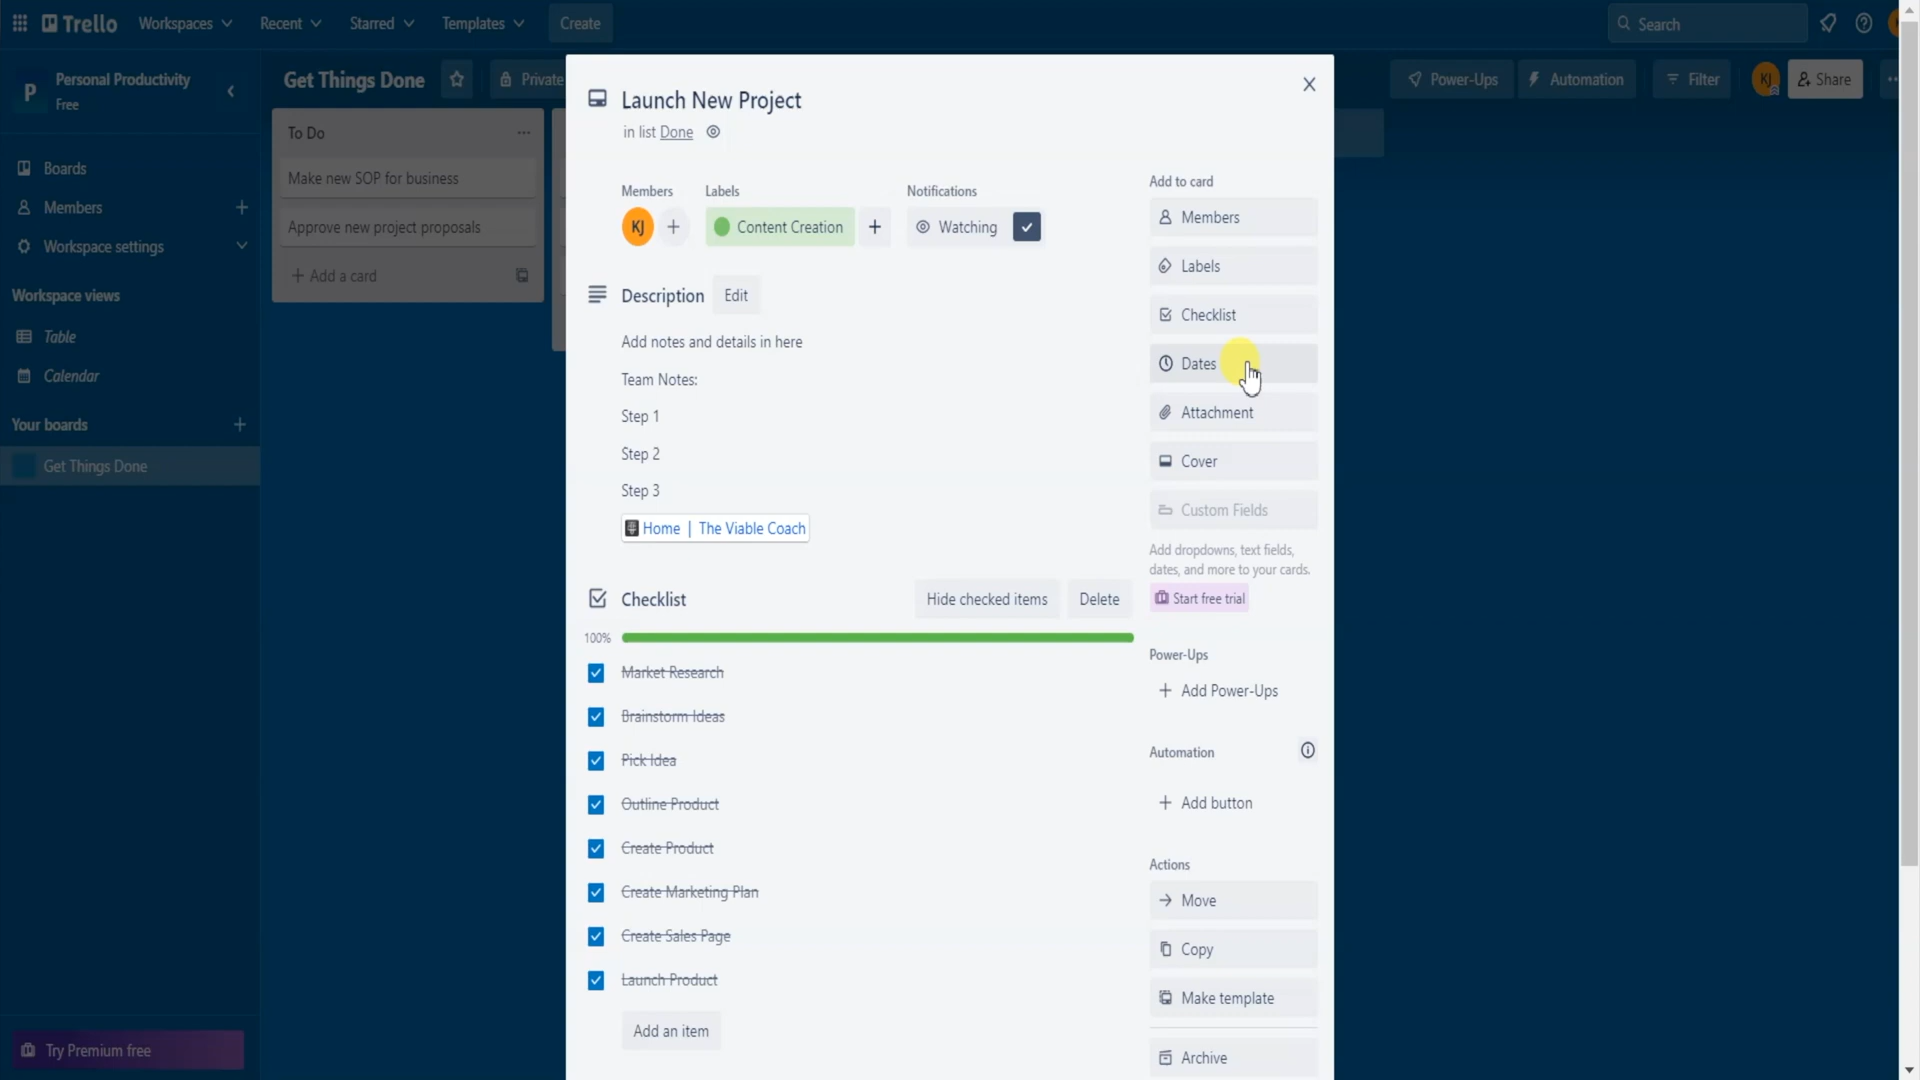 Trello
Workspaces
Recent
Starred
Templates
Create
Search
P
Personal Productivity
Free
Get Things Done
Private
Power-Ups
Automation
Filter
KJ
Share
Boards
Members
Workspace settings
Workspace views
Table
Calendar
Your boards
Get Things Done
Try Premium free
To Do
Make new SOP for business
Approve new project proposals
Add a card
Launch New Project
in list Done
Members
Labels
Notifications
KJ
Content Creation
Watching
Description
Edit
Add notes and details in here
Team Notes:
Step 1
Step 2
Step 3
Home | The Viable Coach
Checklist
Hide checked items
Delete
100%
Market Research
Brainstorm Ideas
Pick Idea
Outline Product
Create Product
Create Marketing Plan
Create Sales Page
Launch Product
Add an item
Add to card
Members
Labels
Checklist
Dates
Attachment
Cover
Custom Fields
Add dropdowns, text fields,
dates, and more to your cards.
Start free trial
Power-Ups
Add Power-Ups
Automation
Add button
Actions
Move
Copy
Make template
Archive